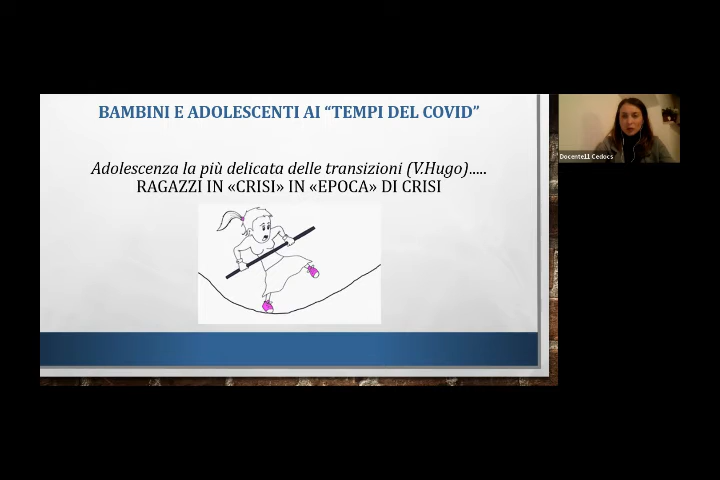 BAMBINI E ADOLESCENTI AI “TEMPI DEL COVID”
Adolescenza la più delicata delle transizioni (V.Hugo).....
RAGAZZI IN «CRISI» IN «EPOCA» DI CRISI
Docente11 Cedocs